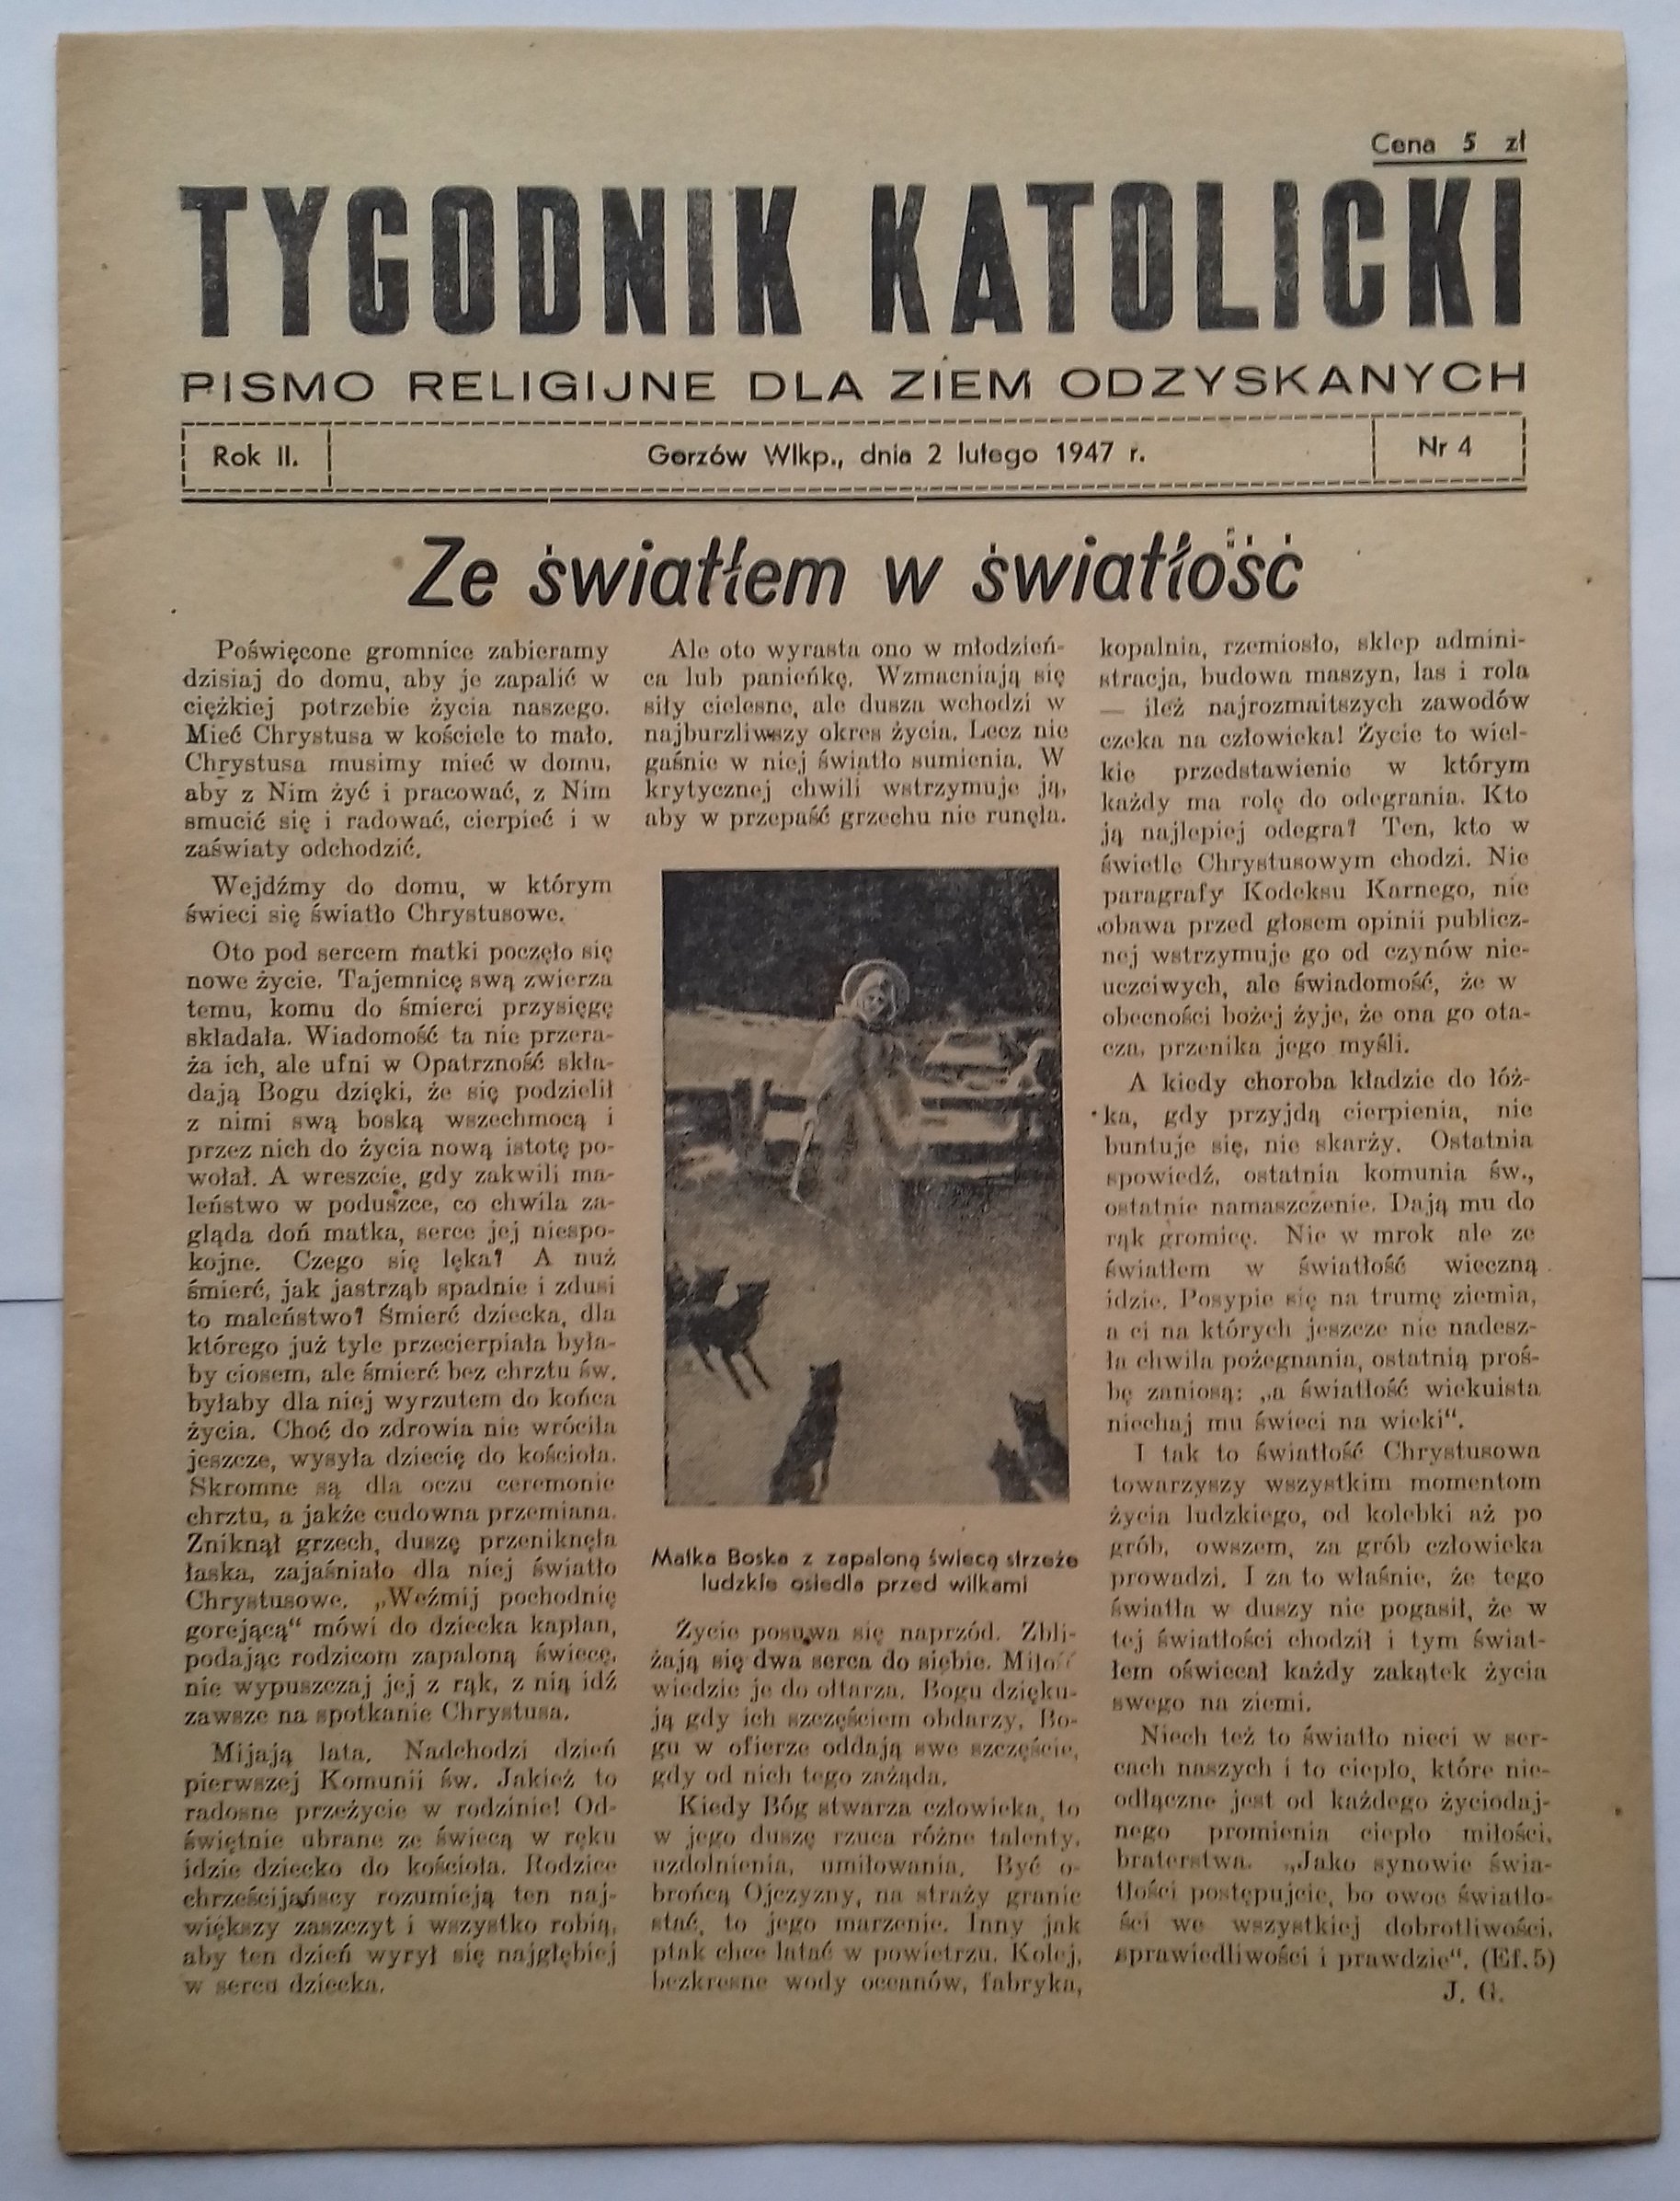 Cena 5 zł
TYGODNIK KATOLICKI
PISMO RELIGIJNE DLA ZIEM ODZYSKANYCH
Rok II.
Gorzów Wlkp., dnia 2 lutego 1947 r.
Nr 4
Ze światłem w światłość
Poświęcone gromnice zabieramy
dzisiaj do domu, aby je zapalić w
ciężkiej potrzebie życia naszego.
Mieć Chrystusa w kościele to mało.
Chrystusa musimy mieć w domu,
aby z Nim żyć i pracować, z Nim
smucić się i radować, cierpieć i w
zaświaty odchodzić.
Wejdźmy do domu, w którym
świeci się światło Chrystusowe.
Oto pod sercem matki poczęło się
nowe życie. Tajemnicę swą zwierza
temu, komu do śmierci przysięgę
składała. Wiadomość ta nie przera-
ża ich, ale ufni w Opatrzność skła-
dają Bogu dzięki, że się podzielił
z nimi swą boską wszechmocą i
przez nich do życia nową istotę po-
wołał. A wreszcie, gdy zakwili ma-
leństwo w poduszce, co chwila za-
gląda doń matka, serce jej niespo-
kojne. Czego się lęka? A nuż
śmierć, jak jastrząb spadnie i zdusi
to maleństwo? Śmierć dziecka, dla
którego już tyle przecierpiała była-
by ciosem, ale śmierć bez chrztu św.
byłaby dla niej wyrzutem do końca
życia. Choć do zdrowia nie wróciła
jeszcze, wysyła dziecię do kościoła.
Skromne są dla oczu ceremonie
chrztu, a jakże cudowna przemiana.
Zniknął grzech, duszę przeniknęła
łaska, zajaśniało dla niej światło
Chrystusowe. „Weźmij pochodnię
gorejącą“ mówi do dziecka kapłan,
podając rodzicom zapaloną świecę,
nie wypuszczaj jej z rąk, z nią idź
zawsze na spotkanie Chrystusa.
Mijają lata. Nadchodzi dzień
pierwszej Komunii św. Jakież to
radosne przeżycie w rodzinie! Od-
świętnie ubrane ze świecą w ręku
idzie dziecko do kościoła. Rodzice
chrześcijańscy rozumieją ten naj-
większy zaszczyt i wszystko robią,
aby ten dzień wyrył się najgłębiej
w sercu dziecka.
Ale oto wyrasta ono w młodzień-
ca lub panieńkę. Wzmacniają się
siły cielesne, ale dusza wchodzi w
najburzliwszy okres życia. Lecz nie
gaśnie w niej światło sumienia. W
krytycznej chwili wstrzymuje ją,
aby w przepaść grzechu nie runęła.
Matka Boska z zapaloną świecą strzeże
ludzkie osiedla przed wilkami
Życie posuwa się naprzód. Zbli-
żają się dwa serca do siebie. Miłość
wiedzie je do ołtarza. Bogu dzięku-
ją gdy ich szczęściem obdarzy, Bo-
gu w ofierze oddają swe szczęście,
gdy od nich tego zażąda.
Kiedy Bóg stwarza człowieka, to
w jego duszę rzuca różne talenty,
uzdolnienia, umiłowania. Być o-
brońcą Ojczyzny, na straży granic
stać, to jego marzenie. Inny jak
ptak chce latać w powietrzu. Kolej,
bezkresne wody oceanów, fabryka,
kopalnia, rzemiosło, sklep admini-
stracja, budowa maszyn, las i rola
— ileż najrozmaitszych zawodów
czeka na człowieka! Życie to wiel-
kie przedstawienie w którym
każdy ma rolę do odegrania. Kto
ją najlepiej odegra? Ten, kto w
świetle Chrystusowym chodzi. Nie
paragrafy Kodeksu Karnego, nie
obawa przed głosem opinii publicz-
nej wstrzymuje go od czynów nie-
uczciwych, ale świadomość, że w
obecności bożej żyje, że ona go ota-
cza, przenika jego myśli.
A kiedy choroba kładzie do łóż-
ka, gdy przyjdą cierpienia, nie
buntuje się, nie skarży. Ostatnia
spowiedź, ostatnia komunia św.,
ostatnie namaszczenie. Dają mu do
rąk gromicę. Nie w mrok ale ze
światłem w światłość wieczną
idzie. Posypie się na trumę ziemia,
a ci na których jeszcze nie nadesz-
ła chwila pożegnania, ostatnią proś-
bę zaniosą: „a światłość wiekuista
niechaj mu świeci na wieki“.
I tak to światłość Chrystusowa
towarzyszy wszystkim momentom
życia ludzkiego, od kolebki aż po
grób, owszem, za grób człowieka
prowadzi. I za to właśnie, że tego
światła w duszy nie pogasił, że w
tej światłości chodził i tym świat-
łem oświecał każdy zakątek życia
swego na ziemi.
Niech też to światło nieci w ser-
cach naszych i to ciepło, które nie-
odłączne jest od każdego życiodaj-
nego promienia ciepło miłości,
braterstwa. „Jako synowie świa-
tłości postępujcie, bo owoc światło-
ści we wszystkiej dobrotliwości,
sprawiedliwości i prawdzie“. (Ef. 5)
J. G.